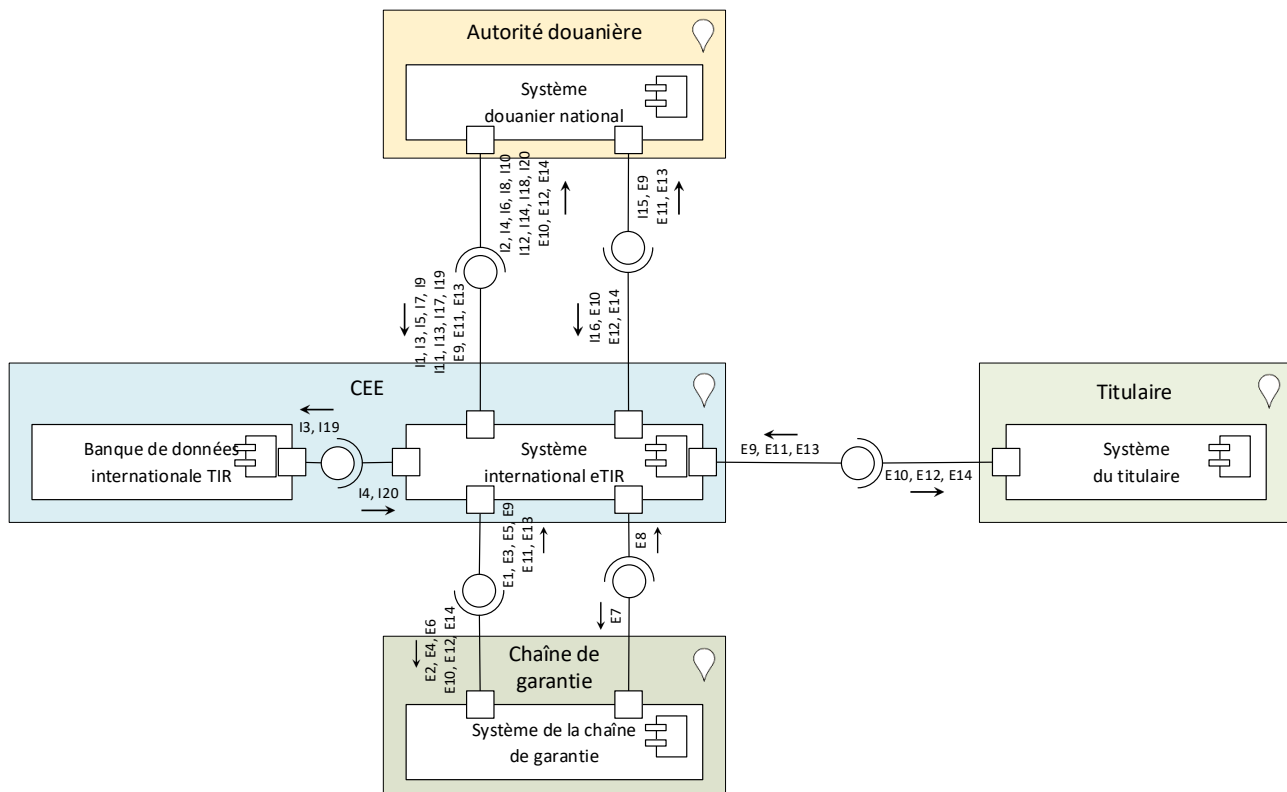 Autorité douanière
Système
douanier national
I2, I4, I6, I8, I10
I12, I14, I18, I20
E10, E12, E14
I15, E9
E11, E13
I1, I3, I5, I7, I9
I11, I13, I17, I19
E9, E11, E13
I16, E10
E12, E14
CEE
Titulaire
I3, I19
Banque de données
internationale TIR
Système
international eTIR
E9, E11, E13
Système
du titulaire
E10, E12, E14
I4, I20
E1, E3, E5, E9
E11, E13
E8
E7
E2, E4, E6
E10, E12, E14
Chaîne de
garantie
Système de la chaîne
de garantie